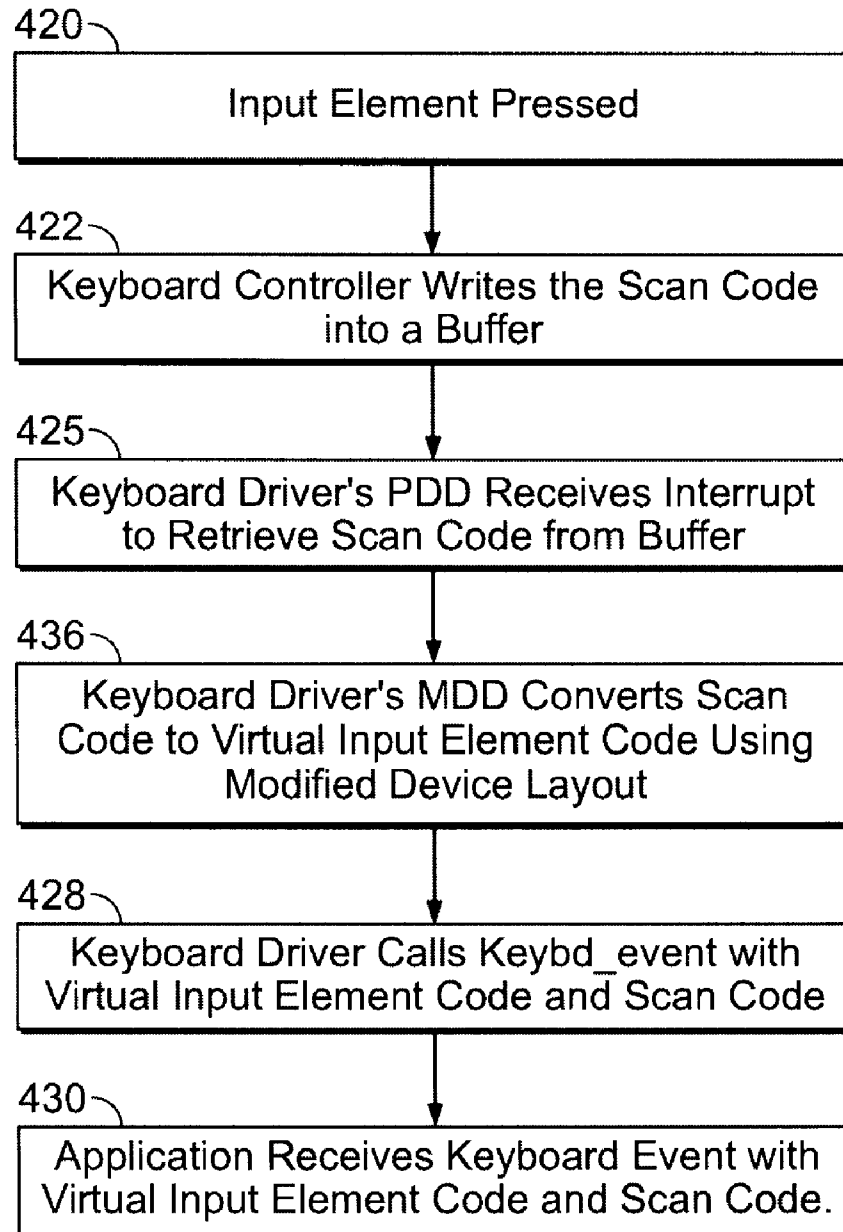 420
Input Element Pressed
422
Keyboard Controller Writes the Scan Code
into a Buffer
425
Keyboard Driver's PDD Receives Interrupt
to Retrieve Scan Code from Buffer
436
Keyboard Driver's MDD Converts Scan
Code to Virtual Input Element Code Using
Modified Device Layout
428
Keyboard Driver Calls Keybd_event with
Virtual Input Element Code and Scan Code
430
Application Receives Keyboard Event with
Virtual Input Element Code and Scan Code.